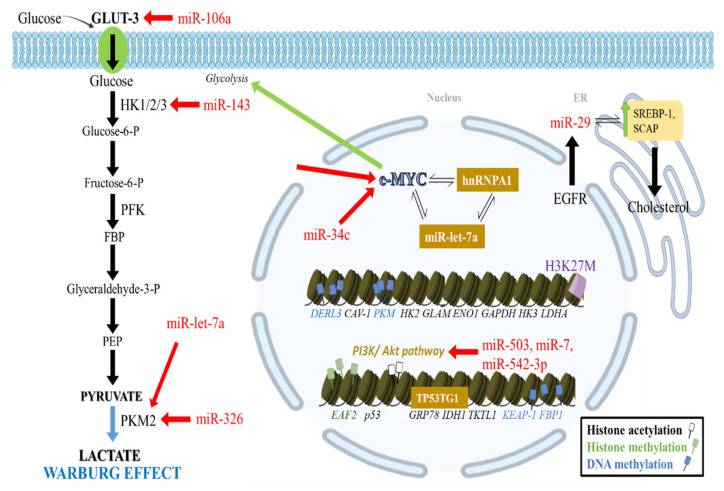 Glucose
GLUT-3
miR-106a
Glucose
Glycolysis
HK1/2/3
miR-143
Glucose-6-P
Fructose-6-P
PFK
FBP
Glyceraldehyde-3-P
miR-let-7a
PEP
PYRUVATE
PKM2
miR-326
LACTATE
WARBURG EFFECT
Nucleus
c-MYC
hnRNPA1
miR-34c
miR-let-7a
H3K27M
DERL3 CAV-1 PKM HK2 GLAM ENO1 GAPDH HK3 LDHA
PI3K/ Akt pathway
miR-503, miR-7,
miR-542-3p
TP53TG1
EAF2 p53 GRP78 IDH1 TKTL1 KEAP-1 FBP1
ER
miR-29
SREBP-1,
SCAP
EGFR
Cholesterol
Histone acetylation
Histone methylation
DNA methylation